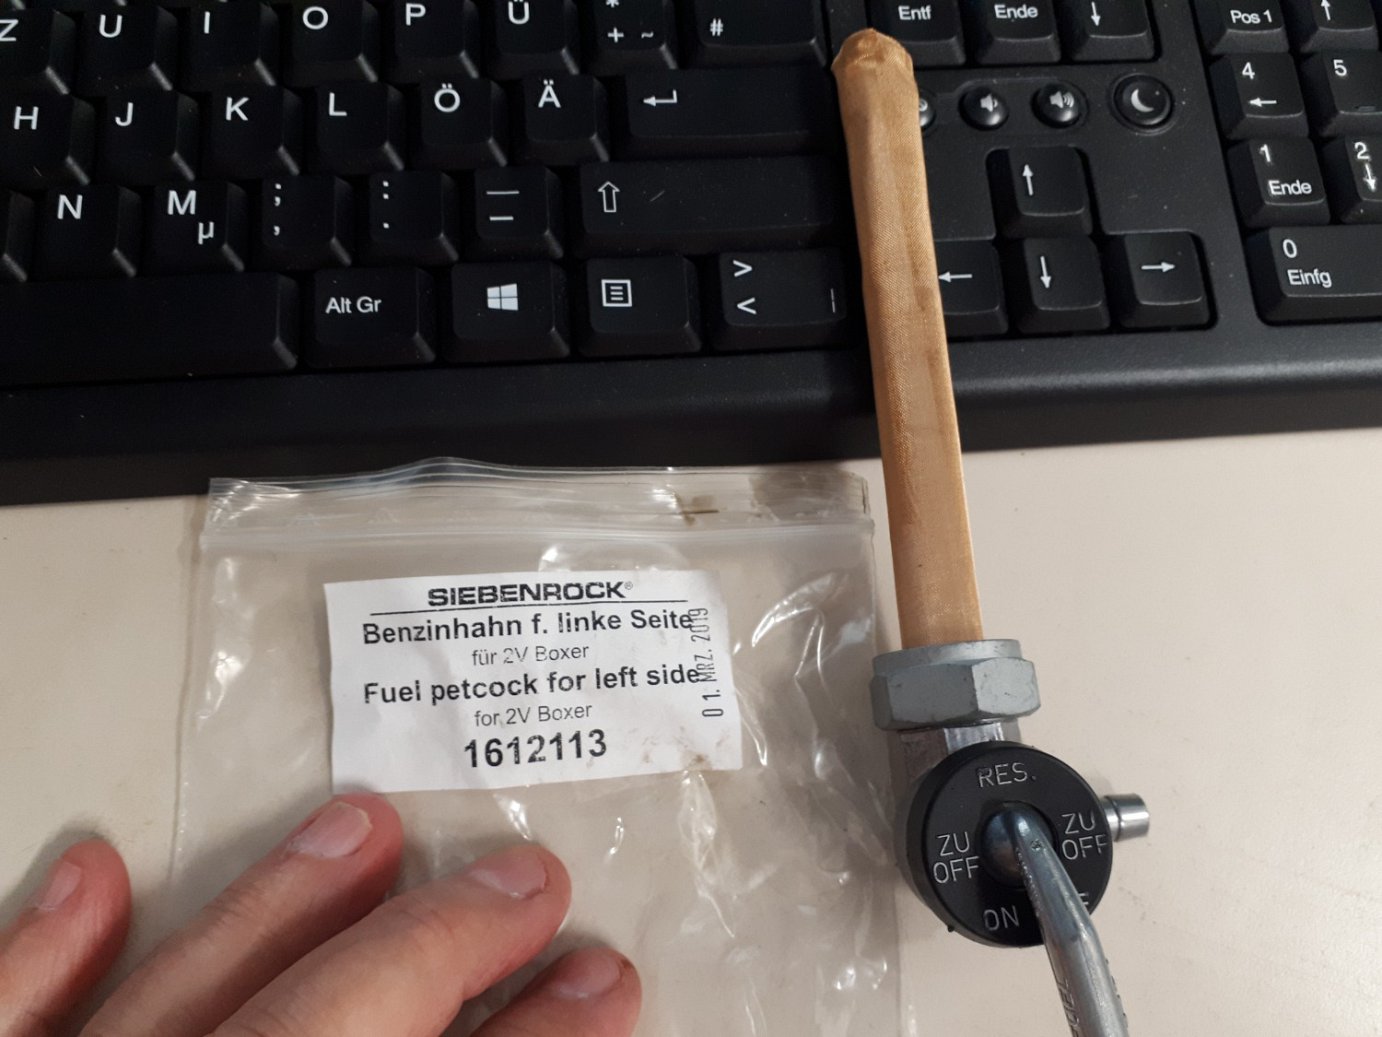 Z U I O P Ü * + ~ # Entf Ende Pos 1
H J K L Ö Ä 4 5
N M µ ; , : . — – 1 Ende 2
Alt Gr > < | 0 Einfg
SIEBENROCK®
Benzinhahn f. linke Seite
für 2V Boxer
Fuel petcock for left side
for 2V Boxer
1612113
01. MRZ. 2019
RES.
ZU OFF
ZU OFF
ON